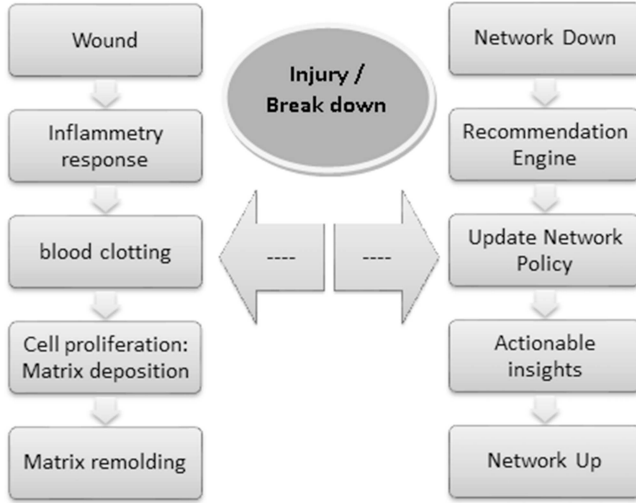 Wound
Inflammetry
response
blood clotting
Cell proliferation:
Matrix deposition
Matrix remolding
Injury /
Break down
----
----
Network Down
Recommendation
Engine
Update Network
Policy
Actionable
insights
Network Up